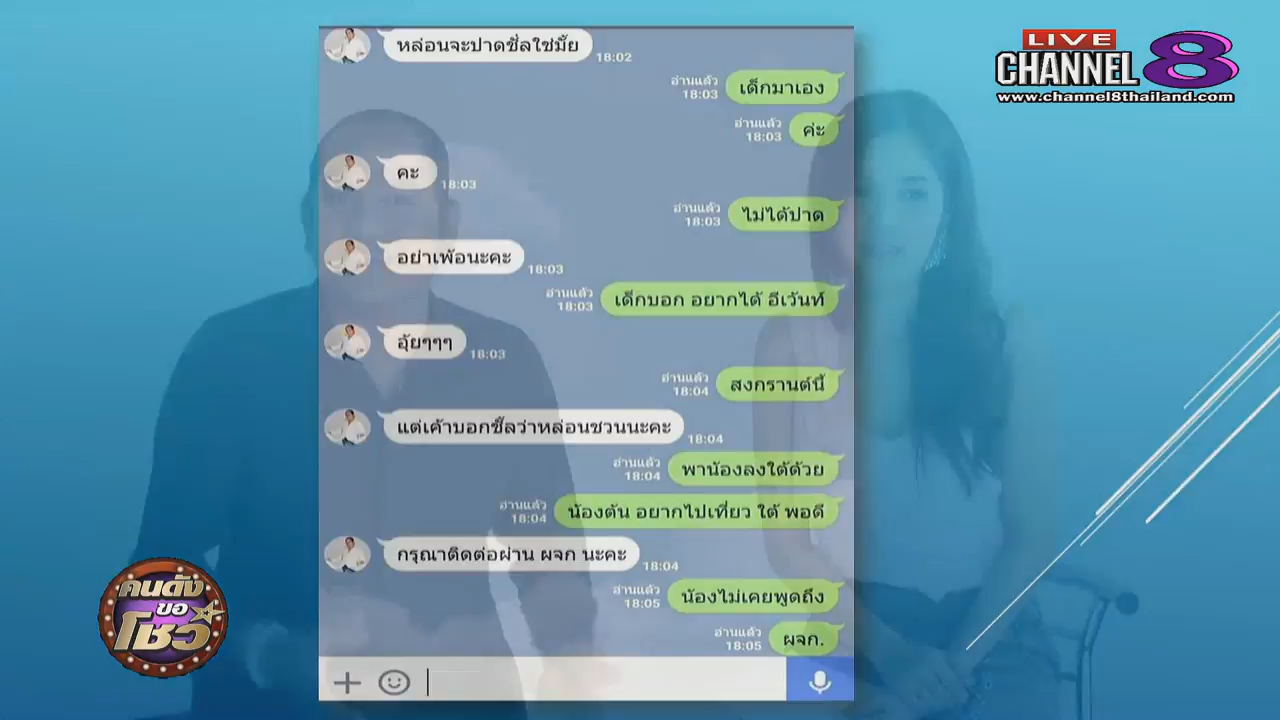 LIVE
CHANNEL 8
www.channel8thailand.com
หล่อนจะปาดชั่ลใช่มั้ย
18:02
อ่านแล้ว
18:03
เด็กมาเอง
อ่านแล้ว
18:03
ค่ะ
คะ
18:03
อ่านแล้ว
18:03
ไม่ได้ปาด
อย่าเพ้อนะคะ
18:03
อ่านแล้ว
18:03
เด็กบอก อยากได้ อีเว้นท์
อุ้ยๆๆๆ
18:03
อ่านแล้ว
18:04
สงกรานต์นี้
แต่เค้าบอกชั๊ลว่าหล่อนชวนนะคะ
18:04
อ่านแล้ว
18:04
พาน้องลงใต้ด้วย
อ่านแล้ว
18:04
น้องต้น อยากไปเที่ยว ใต้ พอดี
กรุณาติดต่อผ่าน ผจก นะคะ
18:04
อ่านแล้ว
18:05
น้องไม่เคยพูดถึง
อ่านแล้ว
18:05
ผจก.
คนดัง
ขอ
โชว์